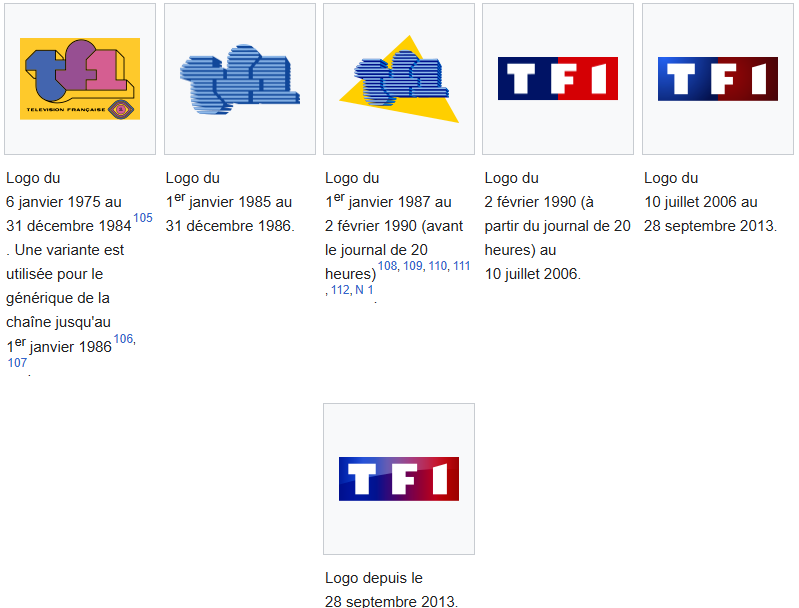 tf1
TELEVISION FRANÇAISE
Logo du
6 janvier 1975 au
31 décembre 1984 105
. Une variante est
utilisée pour le
générique de la
chaîne jusqu'au
1er janvier 1986 106,
107.
tf1
Logo du
1er janvier 1985 au
31 décembre 1986.
tf1
Logo du
1er janvier 1987 au
2 février 1990 (avant
le journal de 20
heures) 108, 109, 110, 111
, 112, N 1.
TF1
Logo du
2 février 1990 (à
partir du journal de 20
heures) au
10 juillet 2006.
TF1
Logo du
10 juillet 2006 au
28 septembre 2013.
TF1
Logo depuis le
28 septembre 2013.